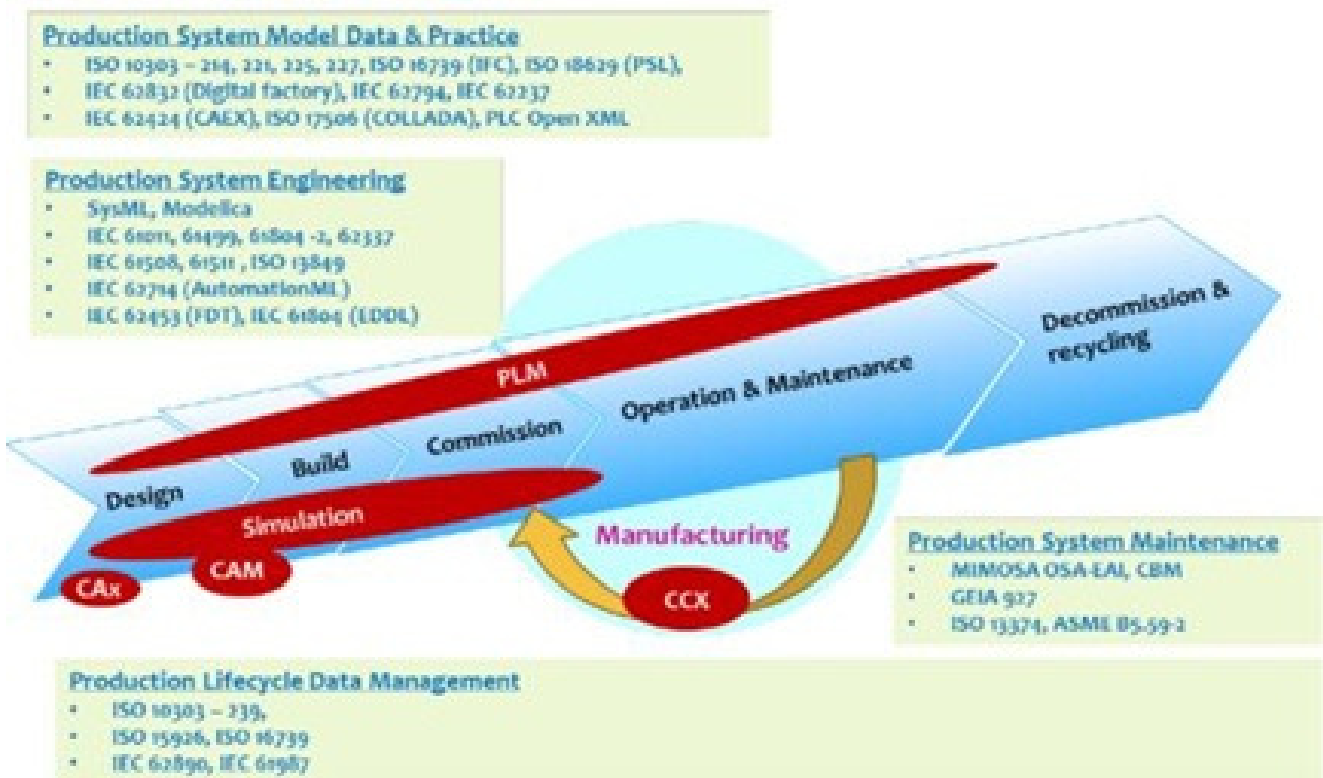 Production System Model Data & Practice
• ISO 10303 – 214, 221, 225, 227, ISO 16739 (IFC), ISO 18629 (PSL),
• IEC 62832 (Digital factory), IEC 62794, IEC 62237
• IEC 62424 (CAEX), ISO 17506 (COLLADA), PLC Open XML
Production System Engineering
• SysML, Modelica
• IEC 61011, 61499, 61804 -2, 62337
• IEC 61508, 61511 , ISO 13849
• IEC 62714 (AutomationML)
• IEC 62453 (FDT), IEC 61804 (EDDL)
Decommission &
recycling
PLM
Operation & Maintenance
Commission
Build
Design
Simulation
Manufacturing
CAM
CAx
CCX
Production System Maintenance
• MIMOSA OSA-EAI, CBM
• GEIA 927
• ISO 13374, ASME B5.59-2
Production Lifecycle Data Management
• ISO 10303 – 239,
• ISO 15926, ISO 16739
• IEC 62890, IEC 61987